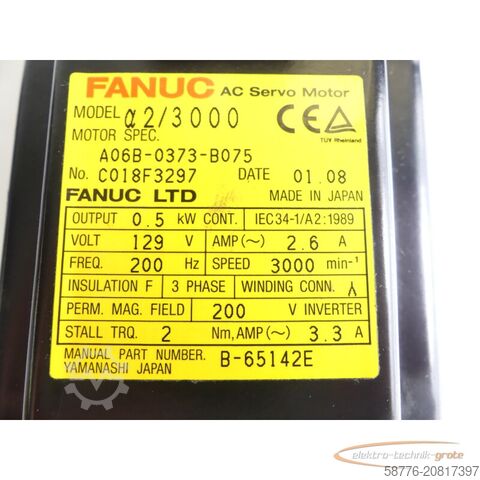 FANUC AC Servo Motor
MODEL α2/3000
TÜV Rheinland
MOTOR SPEC.
A06B-0373-B075
No. C018F3297 DATE 01.08
FANUC LTD MADE IN JAPAN
OUTPUT 0.5 kW CONT. IEC34-1/A2:1989
VOLT 129 V AMP(~) 2.6 A
FREQ. 200 Hz SPEED 3000 min⁻¹
INSULATION F 3 PHASE WINDING CONN. Y
PERM. MAG. FIELD 200 V INVERTER
STALL TRQ. 2 Nm, AMP(~) 3.3 A
MANUAL PART NUMBER. B-65142E
YAMANASHI JAPAN
elektro-technik-grote
58776-20817397